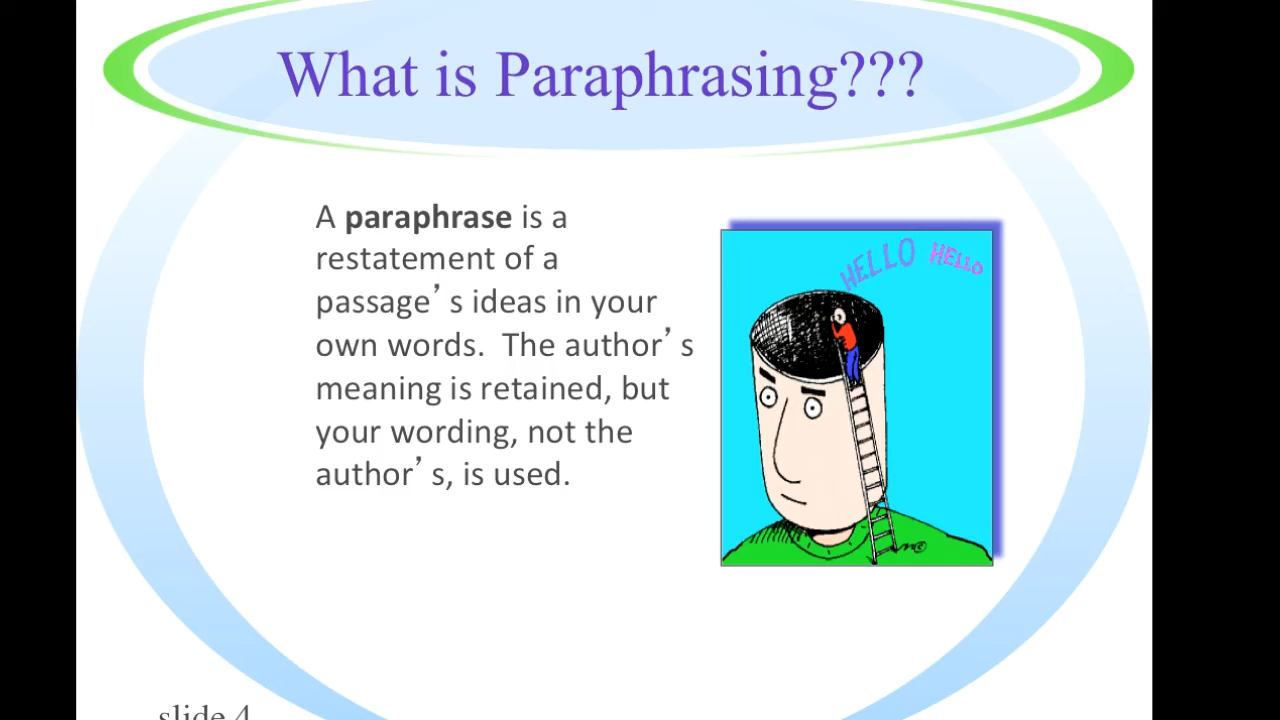 What is Paraphrasing???
A paraphrase is a
restatement of a
passage’s ideas in your
own words. The author’s
meaning is retained, but
your wording, not the
author’s, is used.
HELLO HELLO
slide 4